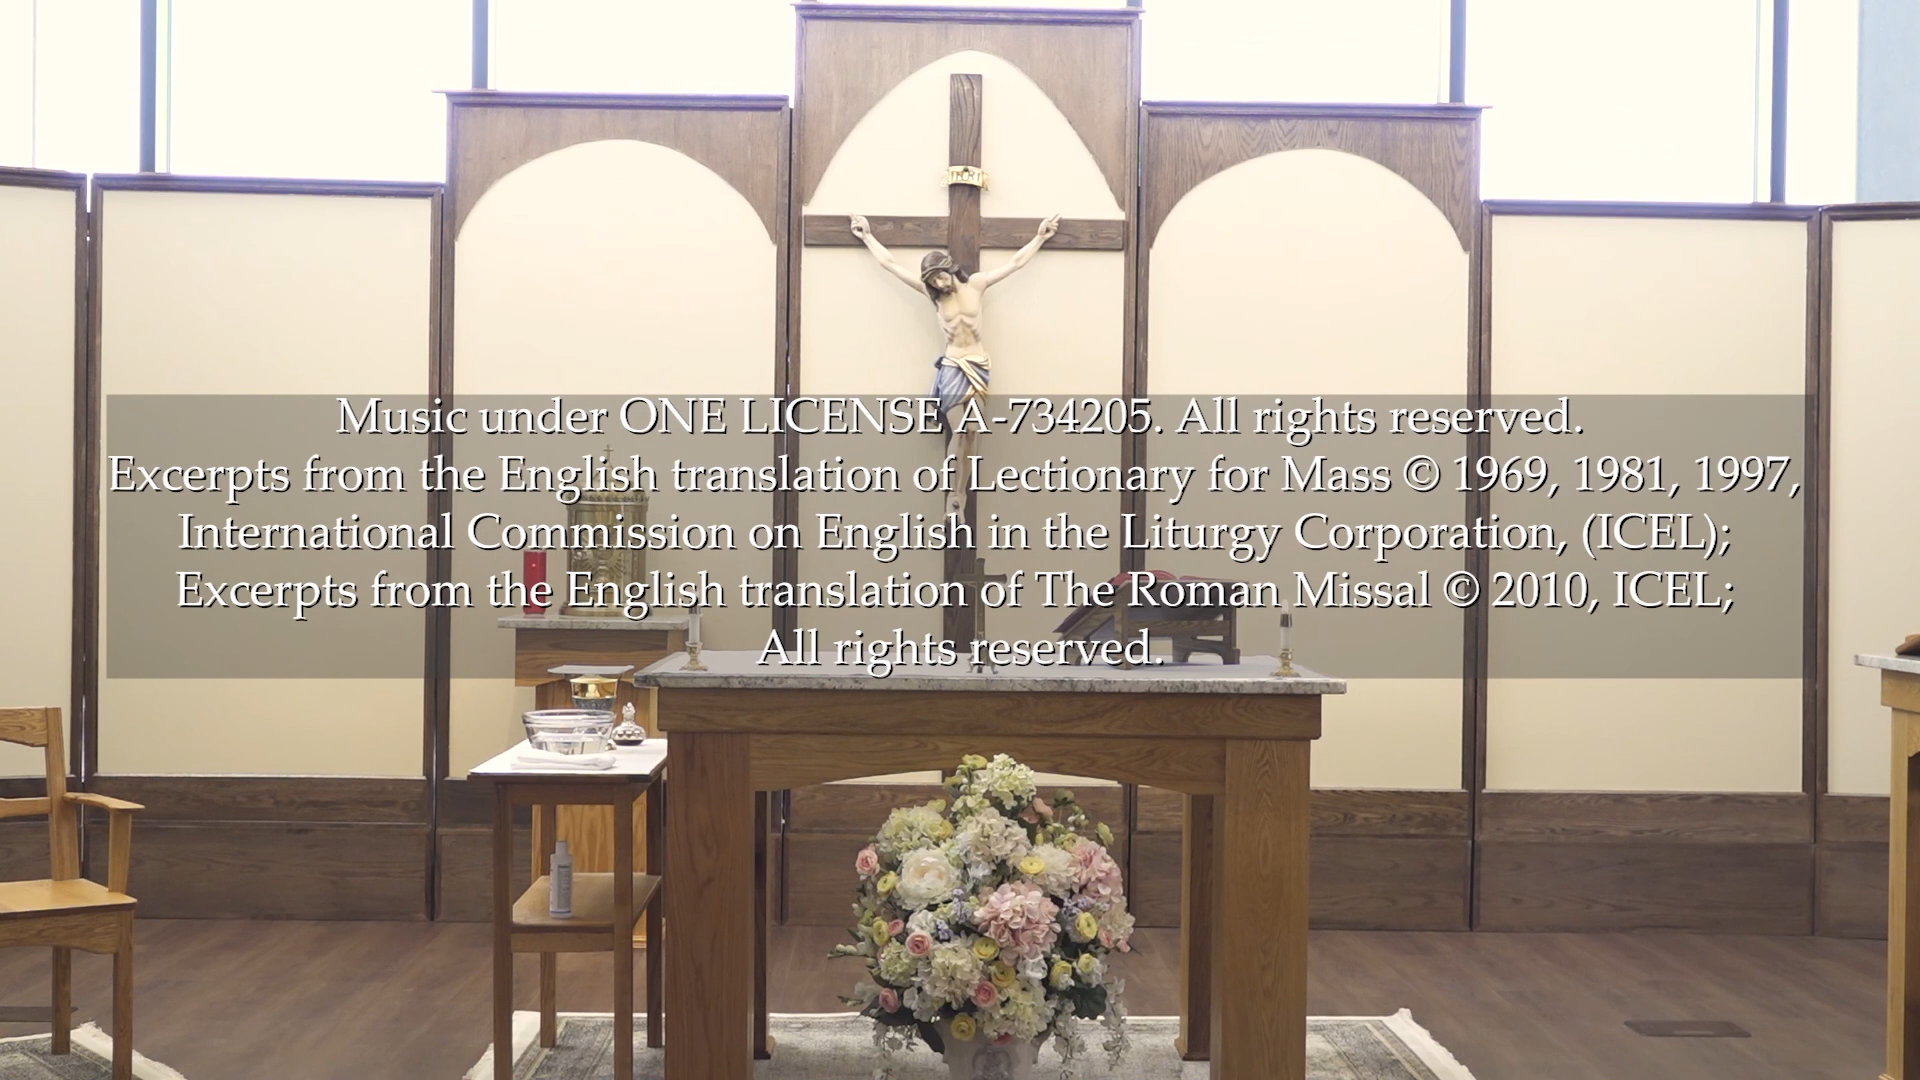 Music under ONE LICENSE A-734205. All rights reserved.
Excerpts from the English translation of Lectionary for Mass © 1969, 1981, 1997,
International Commission on English in the Liturgy Corporation, (ICEL);
Excerpts from the English translation of The Roman Missal © 2010, ICEL;
All rights reserved.